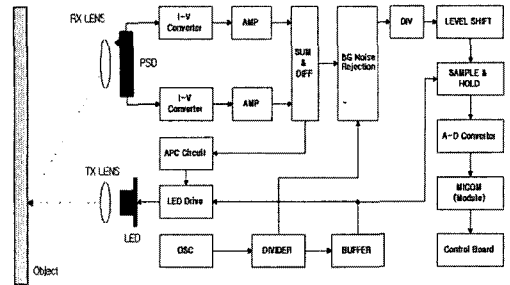 RX LENS
PSD
I-V
Converter
AMP
SUM
&
DIFF
BG Noise
Rejection
DIV
LEVEL SHIFT
SAMPLE &
HOLD
I-V
Converter
AMP
A-D Converter
APC Circuit
TX LENS
LED Drive
LED
MICOM
(Module)
OSC
DIVIDER
BUFFER
Control Board
Object